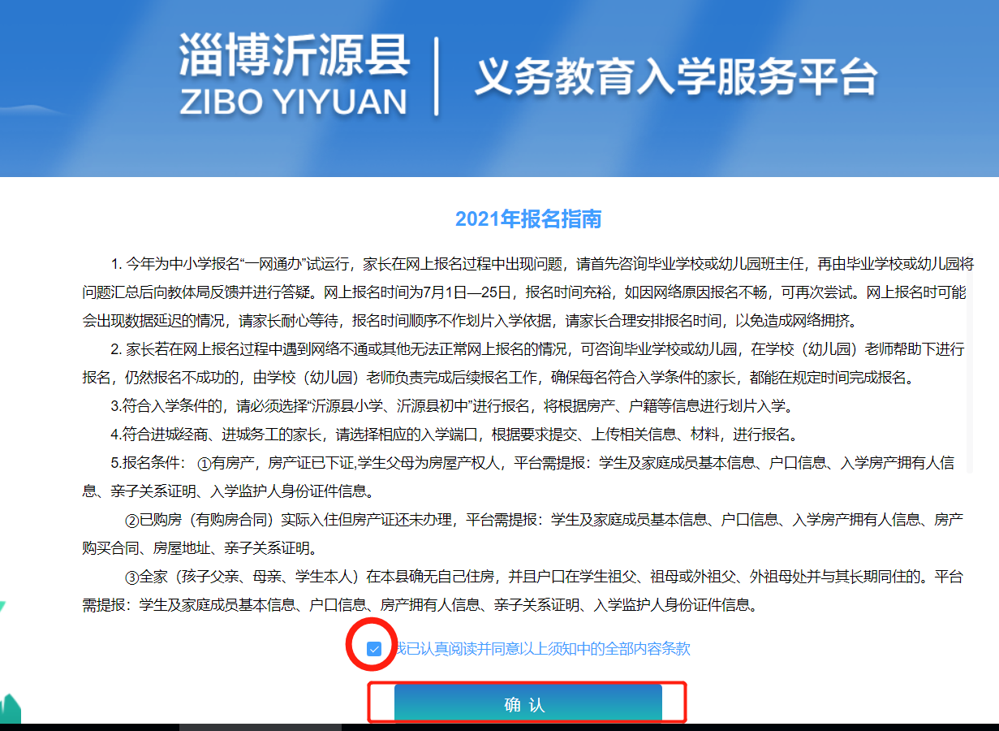 淄博沂源县
ZIBO YIYUAN
义务教育入学服务平台
2021年报名指南
1. 今年为中小学报名“一网通办”试运行，家长在网上报名过程中出现问题，请首先咨询毕业学校或幼儿园班主任，再由毕业学校或幼儿园将
问题汇总后向教体局反馈并进行答疑。网上报名时间为7月1日—25日，报名时间充裕，如因网络原因报名不畅，可再次尝试。网上报名时可能
会出现数据延迟的情况，请家长耐心等待，报名时间顺序不作划片入学依据，请家长合理安排报名时间，以免造成网络拥挤。
2. 家长若在网上报名过程中遇到网络不通或其他无法正常网上报名的情况，可咨询毕业学校或幼儿园，在学校（幼儿园）老师帮助下进行
报名，仍然报名不成功的，由学校（幼儿园）老师负责完成后续报名工作，确保每名符合入学条件的家长，都能在规定时间完成报名。
3.符合入学条件的，请必须选择“沂源县小学、沂源县初中”进行报名，将根据房产、户籍等信息进行划片入学。
4.符合进城经商、进城务工的家长，请选择相应的入学端口，根据要求提交、上传相关信息、材料，进行报名。
5.报名条件： ①有房产，房产证已下证,学生父母为房屋产权人，平台需提报：学生及家庭成员基本信息、户口信息、入学房产拥有人信
息、亲子关系证明、入学监护人身份证件信息。
②已购房（有购房合同）实际入住但房产证还未办理，平台需提报：学生及家庭成员基本信息、户口信息、入学房产拥有人信息、房产
购买合同、房屋地址、亲子关系证明。
③全家（孩子父亲、母亲、学生本人）在本县确无自己住房，并且户口在学生祖父、祖母或外祖父、外祖母处并与其长期同住的。平台
需提报：学生及家庭成员基本信息、户口信息、房产拥有人信息、亲子关系证明、入学监护人身份证件信息。
我已认真阅读并同意以上须知中的全部内容条款
确 认